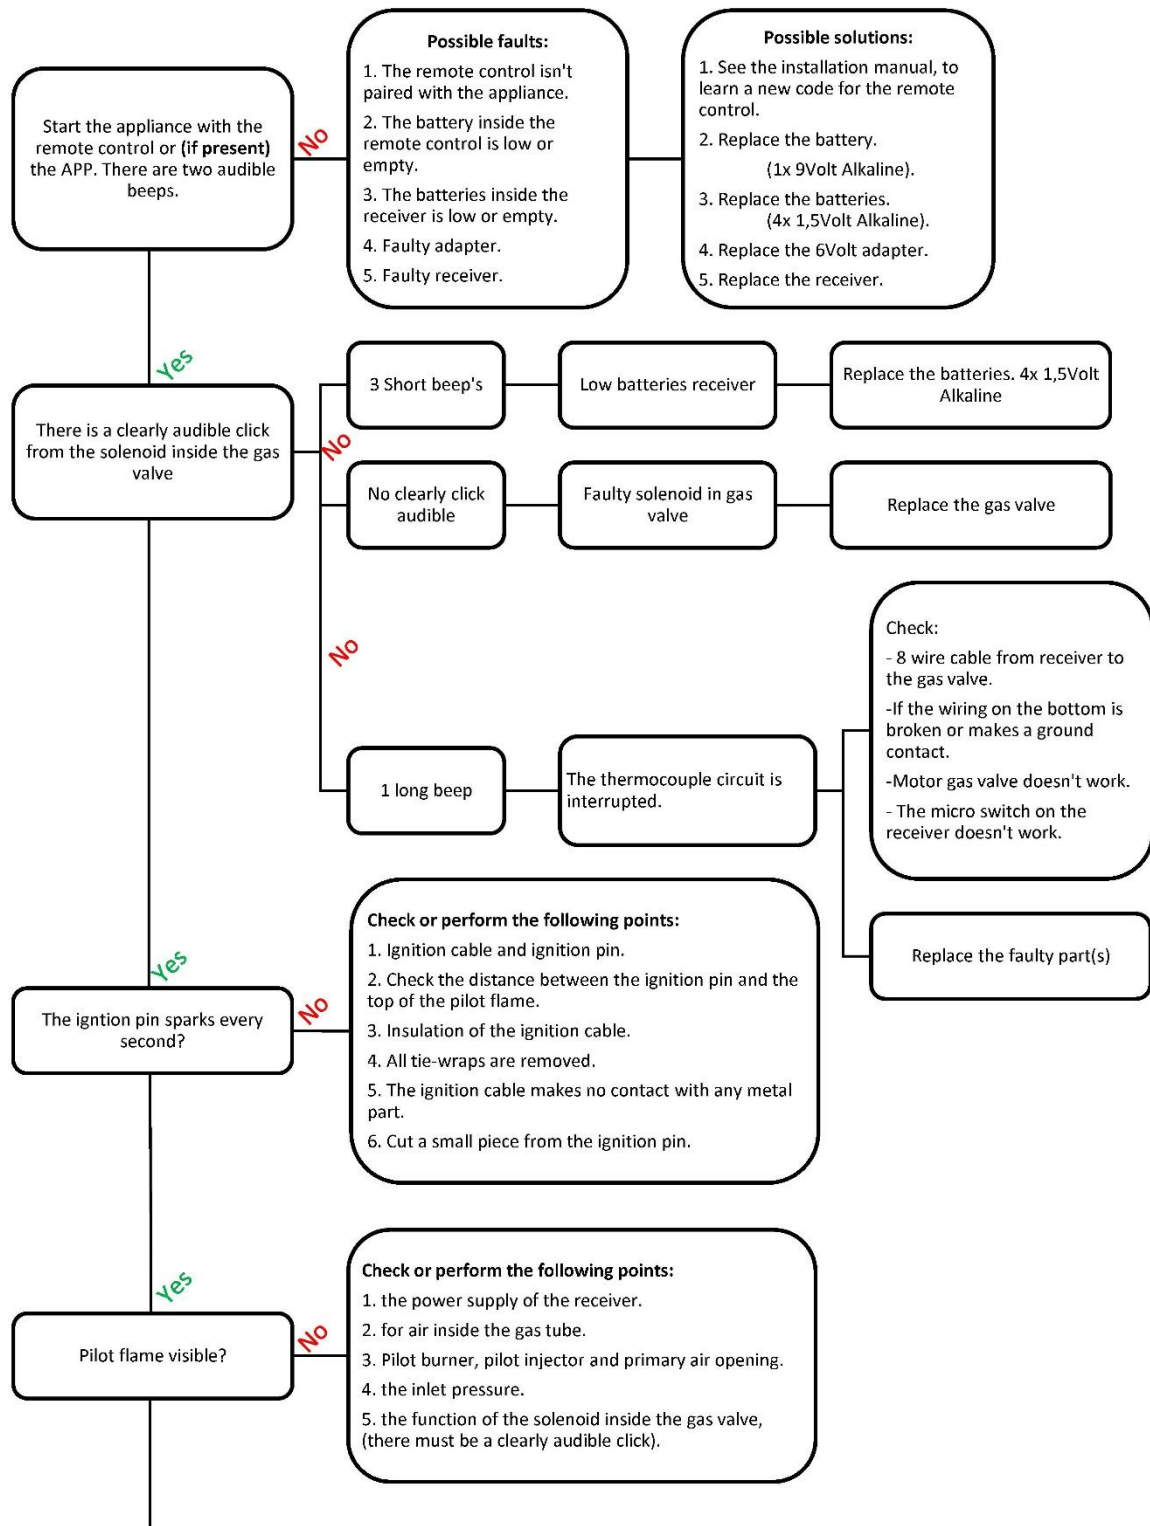 Start the appliance with the
remote control or (if present)
the APP. There are two audible
beeps.
No
Possible faults:
1. The remote control isn't
paired with the appliance.
2. The battery inside the
remote control is low or
empty.
3. The batteries inside the
receiver is low or empty.
4. Faulty adapter.
5. Faulty receiver.
Possible solutions:
1. See the installation manual, to
learn a new code for the remote
control.
2. Replace the battery.
(1x 9Volt Alkaline).
3. Replace the batteries.
(4x 1,5Volt Alkaline).
4. Replace the 6Volt adapter.
5. Replace the receiver.
Yes
There is a clearly audible click
from the solenoid inside the gas
valve
No
3 Short beep's
Low batteries receiver
Replace the batteries. 4x 1,5Volt
Alkaline
No clearly click
audible
Faulty solenoid in gas
valve
Replace the gas valve
No
1 long beep
The thermocouple circuit is
interrupted.
Check:
- 8 wire cable from receiver to
the gas valve.
-If the wiring on the bottom is
broken or makes a ground
contact.
-Motor gas valve doesn't work.
- The micro switch on the
receiver doesn't work.
Replace the faulty part(s)
Yes
The igntion pin sparks every
second?
No
Check or perform the following points:
1. Ignition cable and ignition pin.
2. Check the distance between the ignition pin and the
top of the pilot flame.
3. Insulation of the ignition cable.
4. All tie-wraps are removed.
5. The ignition cable makes no contact with any metal
part.
6. Cut a small piece from the ignition pin.
Yes
Pilot flame visible?
No
Check or perform the following points:
1. the power supply of the receiver.
2. for air inside the gas tube.
3. Pilot burner, pilot injector and primary air opening.
4. the inlet pressure.
5. the function of the solenoid inside the gas valve,
(there must be a clearly audible click).